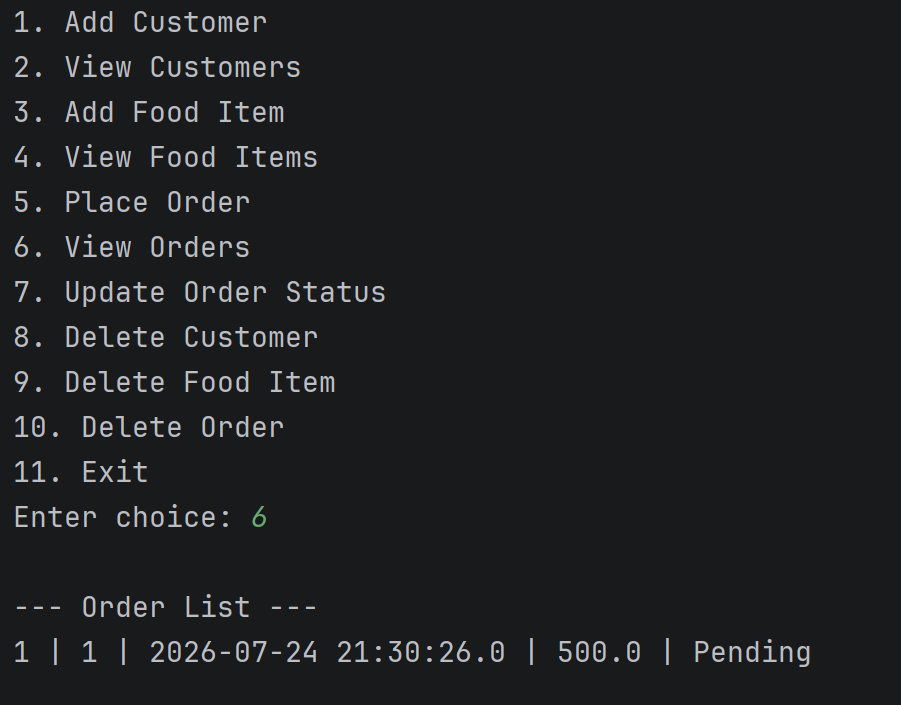 1. Add Customer
2. View Customers
3. Add Food Item
4. View Food Items
5. Place Order
6. View Orders
7. Update Order Status
8. Delete Customer
9. Delete Food Item
10. Delete Order
11. Exit
Enter choice: 6
--- Order List ---
1 | 1 | 2026-07-24 21:30:26.0 | 500.0 | Pending